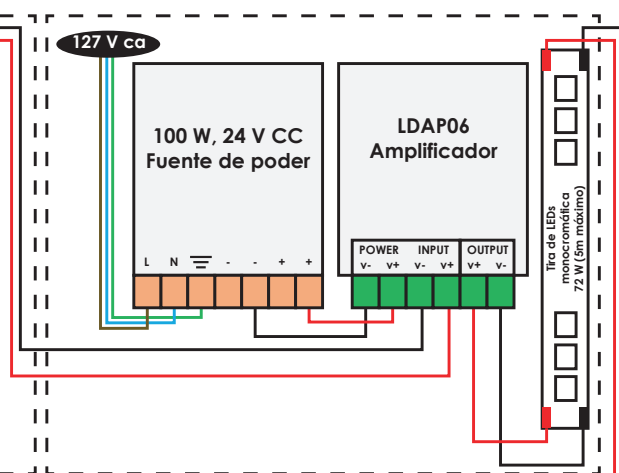 127 V ca
100 W, 24 V CC
Fuente de poder
L N - - + +
LDAP06
Amplificador
POWER INPUT OUTPUT
v- v+ v- v+ v+ v-
Tira de LEDs
monocromática
72 W (5m máximo)